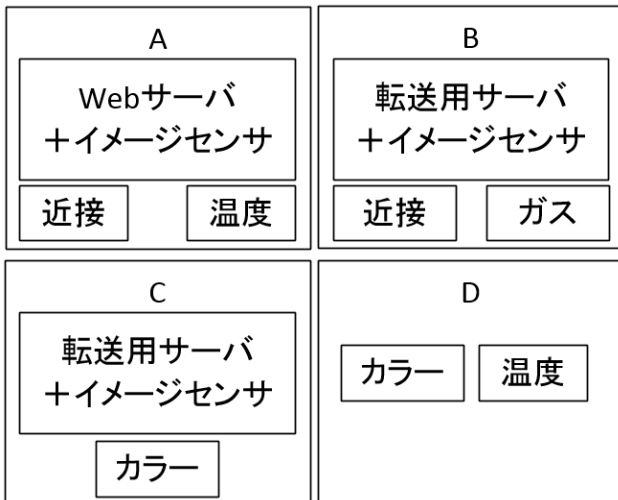 A
Webサーバ
＋イメージセンサ
近接
温度
B
転送用サーバ
＋イメージセンサ
近接
ガス
C
転送用サーバ
＋イメージセンサ
カラー
D
カラー
温度